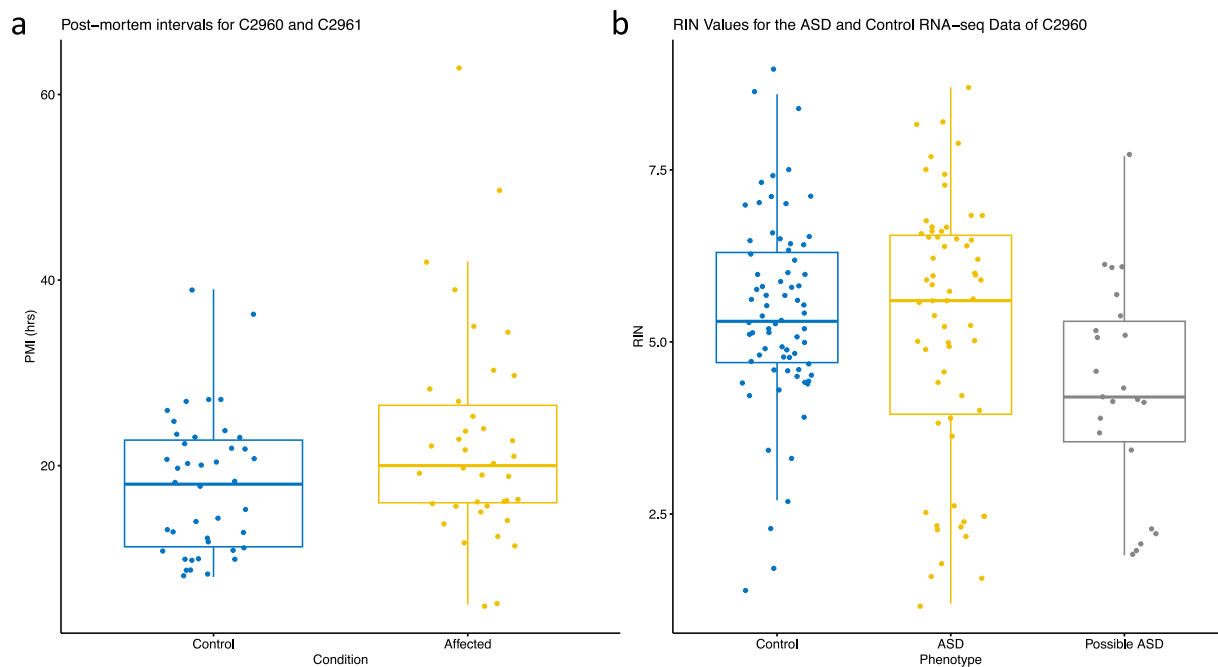 a
Post−mortem intervals for C2960 and C2961
60
40
20
PMI (hrs)
Control
Affected
Condition
b
RIN Values for the ASD and Control RNA−seq Data of C2960
7.5
5.0
2.5
RIN
Control
ASD
Possible ASD
Phenotype